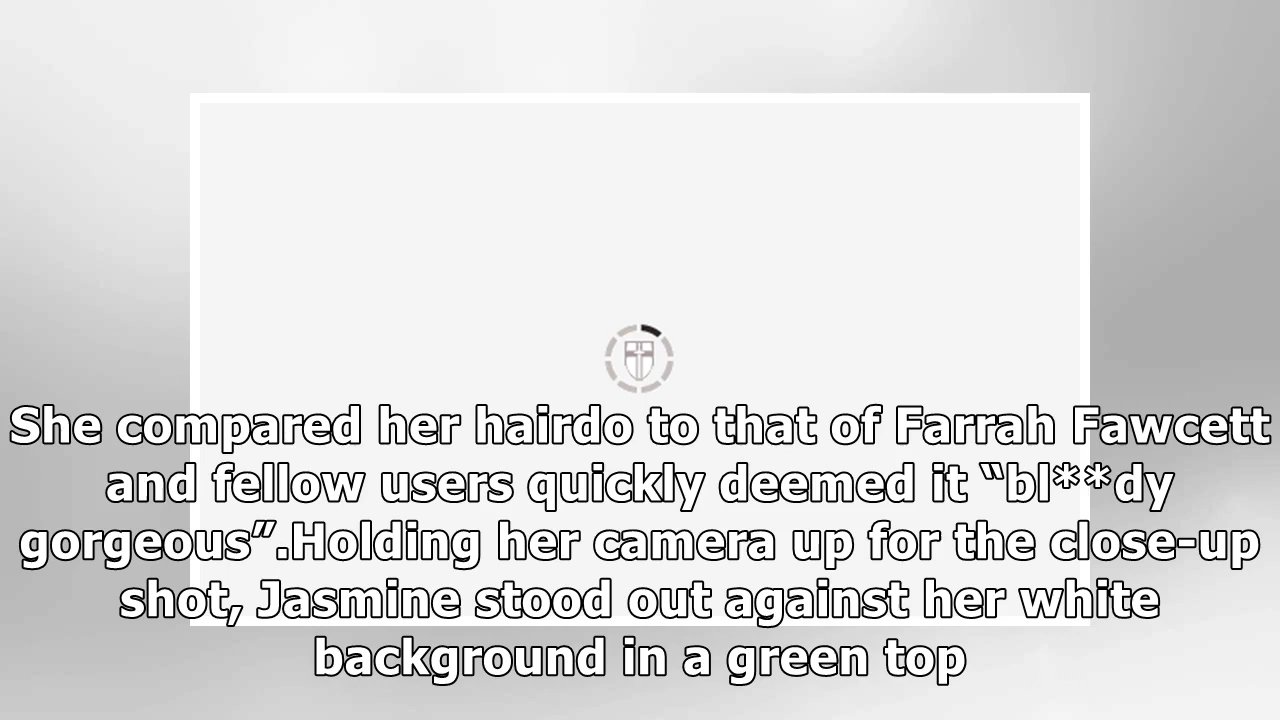 She compared her hairdo to that of Farrah Fawcett
and fellow users quickly deemed it “bl**dy
gorgeous”.Holding her camera up for the close-up
shot, Jasmine stood out against her white
background in a green top